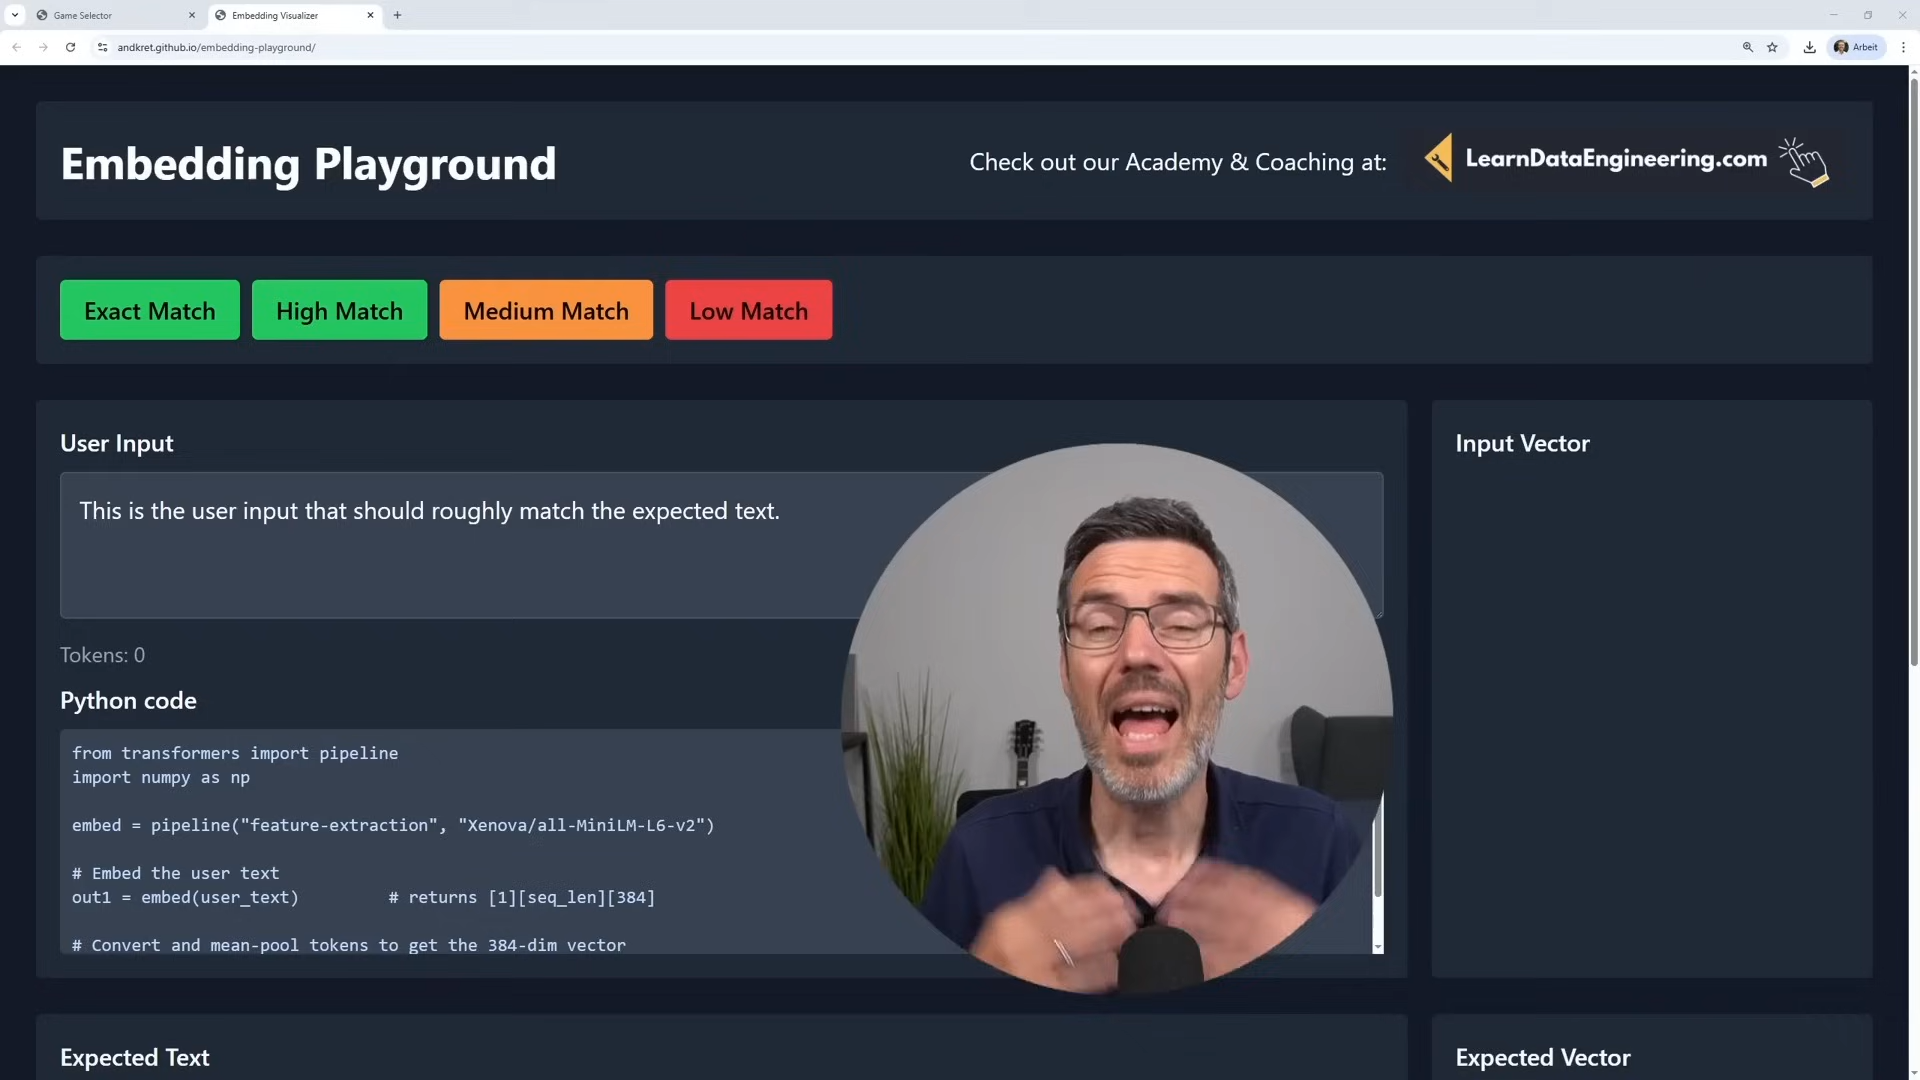 Game Selector
Embedding Visualizer
andkret.github.io/embedding-playground/
Arbeit
Embedding Playground
Check out our Academy & Coaching at:
LearnDataEngineering.com
Exact Match
High Match
Medium Match
Low Match
User Input
This is the user input that should roughly match the expected text.
Tokens: 0
Python code
from transformers import pipeline
import numpy as np
embed = pipeline("feature-extraction", "Xenova/all-MiniLM-L6-v2")
# Embed the user text
out1 = embed(user_text)         # returns [1][seq_len][384]
# Convert and mean-pool tokens to get the 384-dim vector
Input Vector
Expected Text
Expected Vector